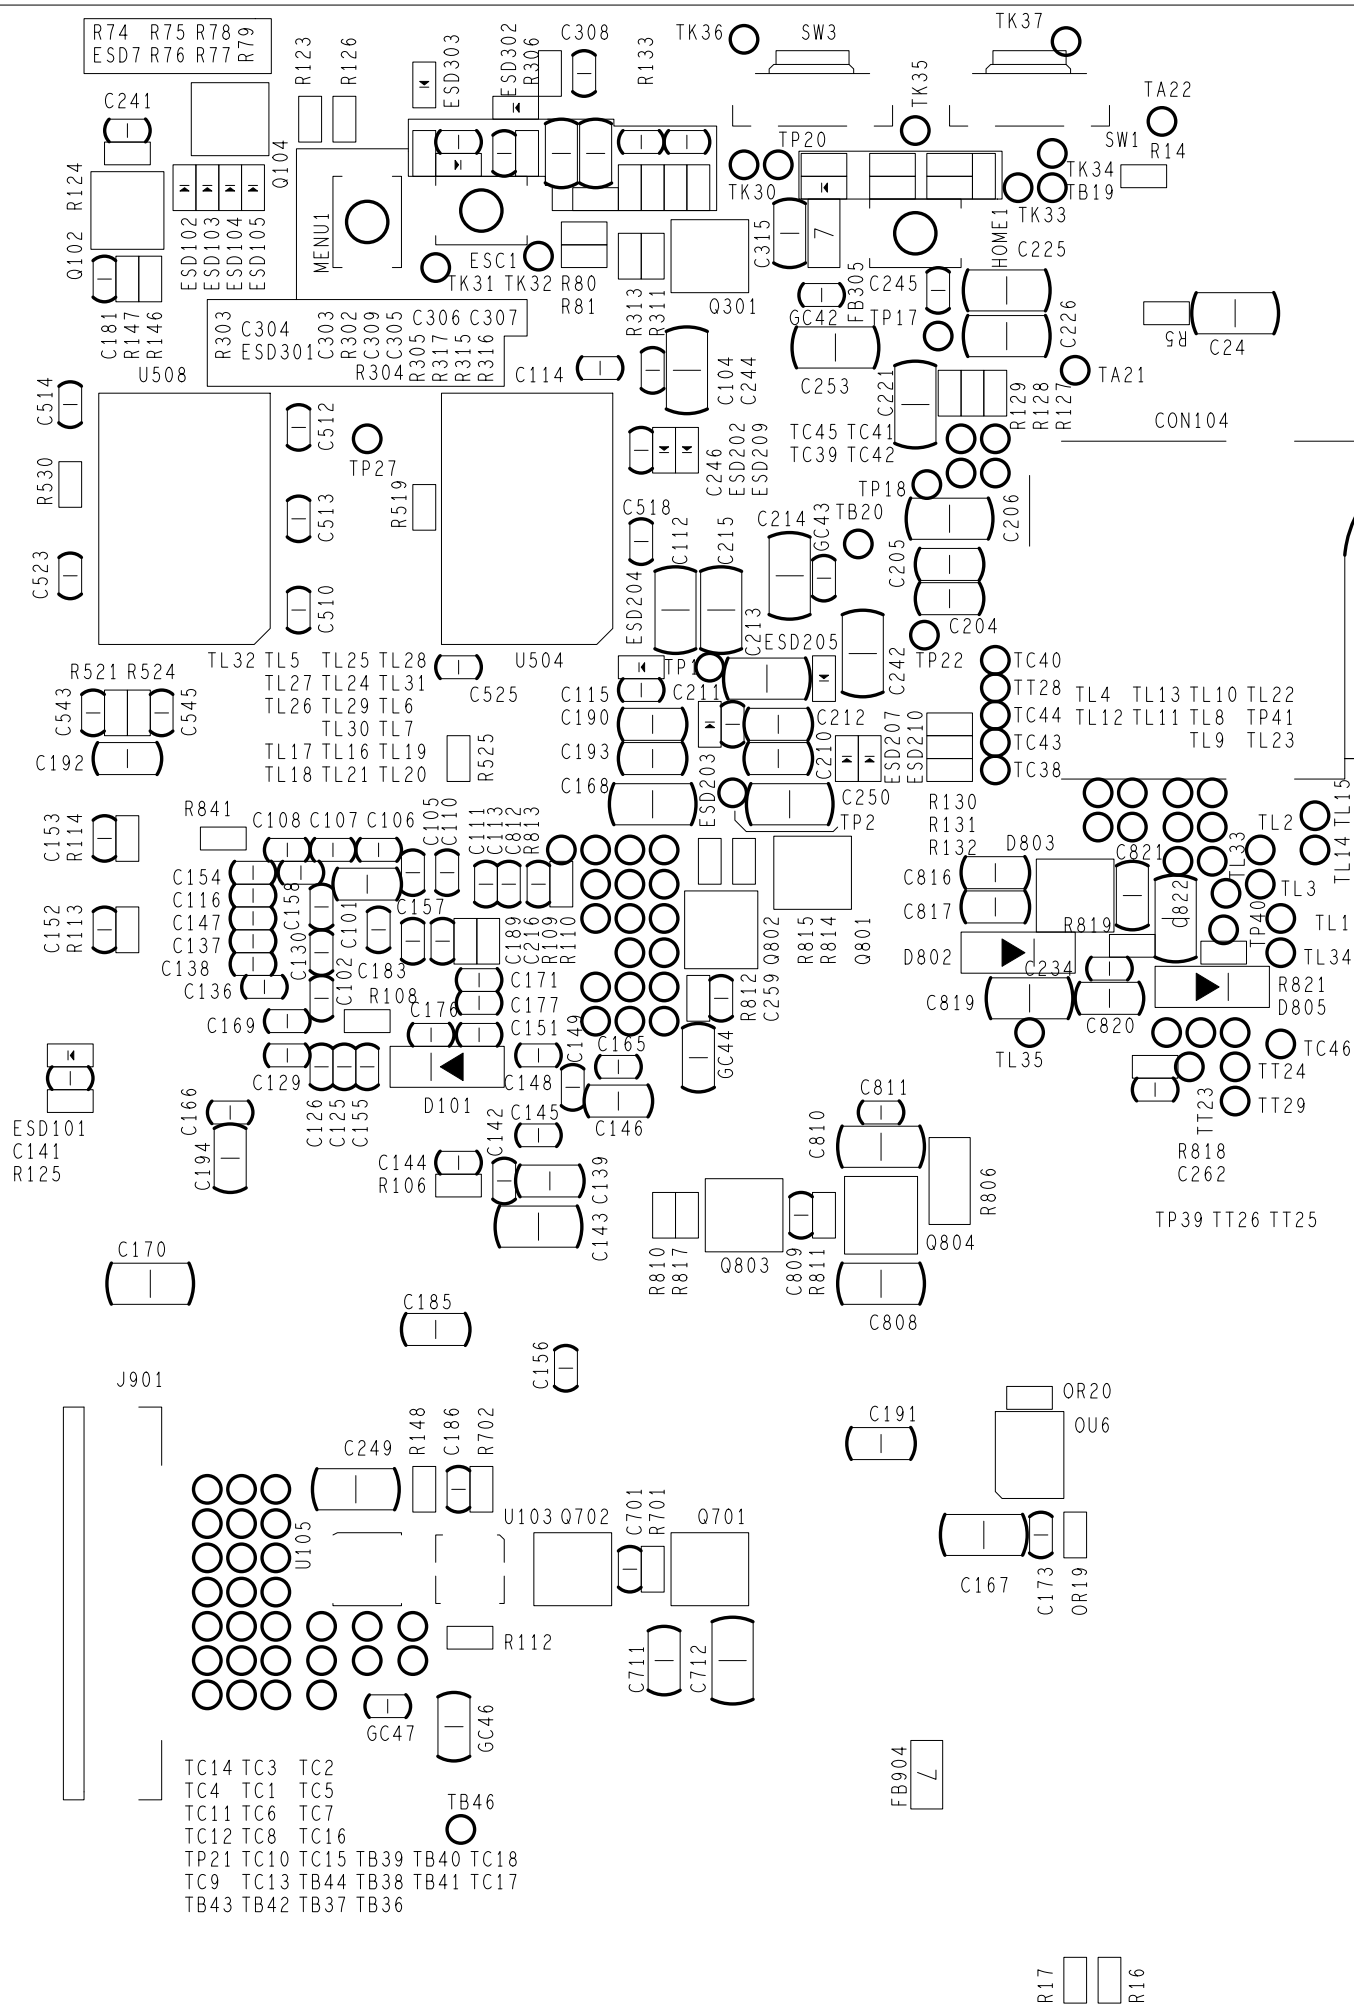 R74 R75 R78 R79
ESD7 R76 R77
R123
R126
ESD303
ESD302
R306
C308
R133
TK36
SW3
TK37
TK35
TA22
C241
Q104
TP20
SW1
R14
R124
TK30
TK34
TB19
TK33
Q102
ESD102
ESD103
ESD104
ESD105
MENU1
ESC1
TK31 TK32
R80
R81
C315
7
HOME1
C225
C181
R147
R146
R313
R311
Q301
GC42
FB305
C245
TP17
C226
R5
C24
R303
C304
ESD301
C303
R302
C309
C305
R304
C306 C307
R305
R317
R315
R316
U508
C114
C104
C244
C253
C221
R129
R128
R127
TA21
C514
C512
TP27
C246
ESD202
ESD209
TC45 TC41
TC39 TC42
CON104
R530
R519
C513
C518
C112
C215
C214
GC43
TB20
TP18
C206
C205
C523
C510
ESD204
C213
ESD205
C242
C204
TP22
TL32 TL5 TL25 TL28
TL27 TL24 TL31
TL26 TL29 TL6
TL30 TL7
TL17 TL16 TL19
TL18 TL21 TL20
U504
C525
TP1
TC40
TT28
TC44
TC43
TC38
R521 R524
C543
C545
C192
R525
C115
C190
C193
C168
C211
C212
C210
ESD203
ESD207
ESD210
C250
TP2
TL4 TL13 TL10 TL22
TL12 TL11 TL8 TP41
TL9 TL23
R130
R131
R132
D803
C821
TL33
TL2
TL14 TL15
C153
R114
R841
C108 C107 C106
C105
C110
C111
C113
C812
R813
C154
C116
C147
C137
C138
C136
C158
C130
C101
C102
C157
C183
C189
C216
R109
R110
Q802
R815
R814
Q801
C816
C817
D802
C819
C234
R819
C820
TP40
TL3
TL1
TL34
R821
D805
C152
R113
R108
C176
C171
C177
C151
C169
C149
R812
C259
GC44
C165
TL35
TC46
TT24
TT29
TT23
R818
C262
C129
C126
C125
C155
D101
C148
C146
C166
C194
ESD101
C141
R125
C145
C142
C144
R106
C139
C143
C811
C810
R806
R810
R817
Q803
C809
R811
Q804
C808
TP39 TT26 TT25
C170
C185
C156
J901
OR20
OU6
C191
C249
R148
C186
R702
U103 Q702
C701
R701
Q701
U105
C167
C173
OR19
R112
C711
C712
GC47
GC46
FB904
7
TC14 TC3 TC2
TC4 TC1 TC5
TC11 TC6 TC7
TC12 TC8 TC16
TP21 TC10 TC15 TB39 TB40 TC18
TC9 TC13 TB44 TB38 TB41 TC17
TB43 TB42 TB37 TB36
TB46
R17
R16